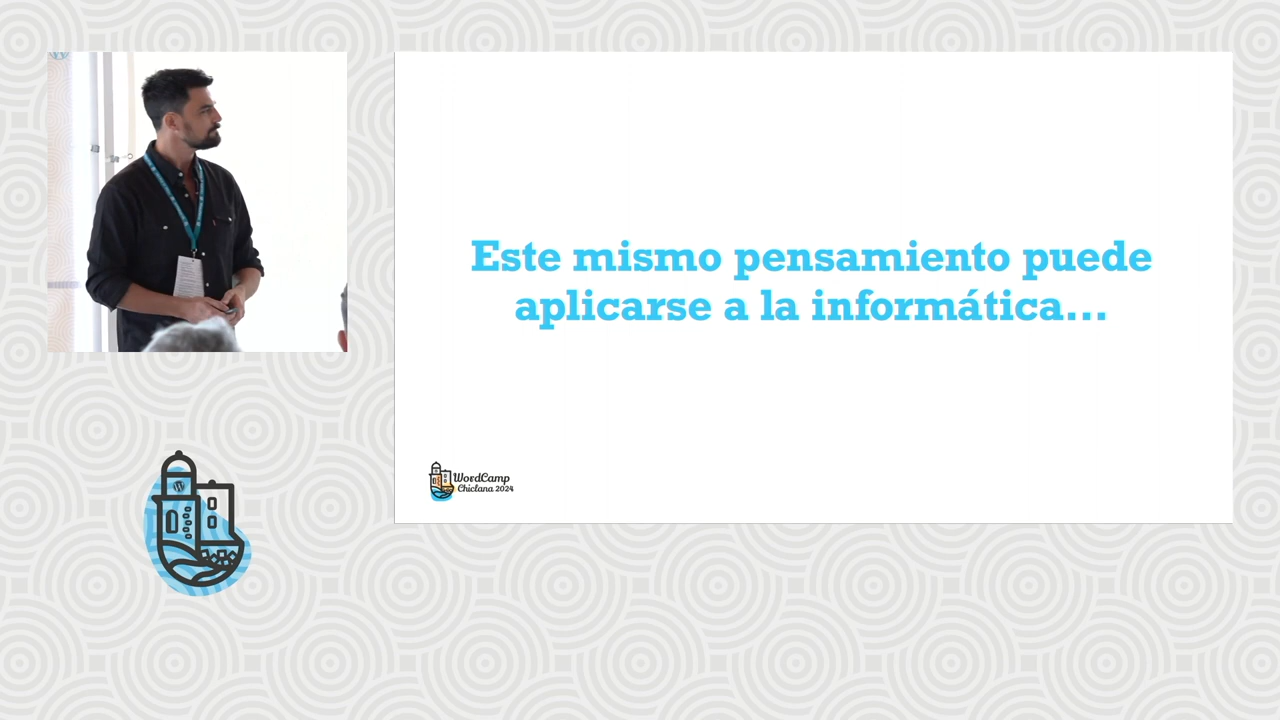 Este mismo pensamiento puede
aplicarse a la informática...
WordCamp
Chiclana 2024